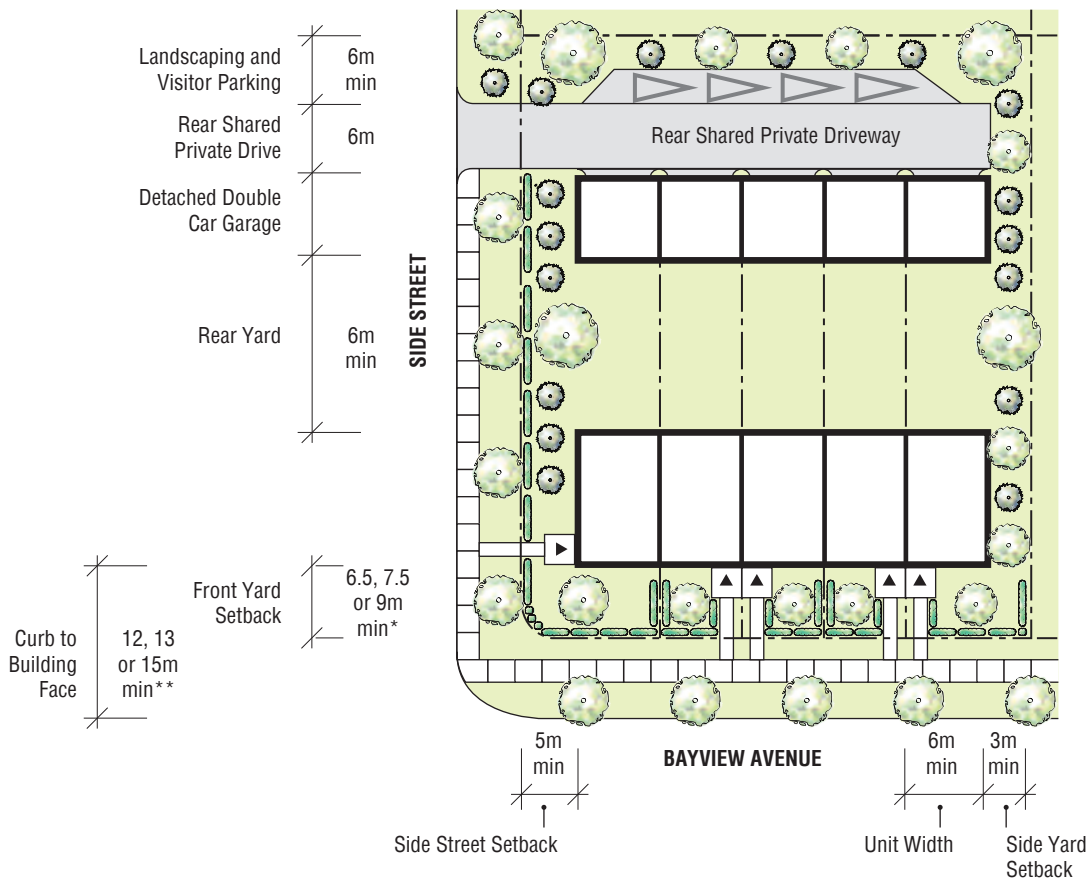 Landscaping and
Visitor Parking
6m
min
Rear Shared
Private Drive
6m
Rear Shared Private Driveway
Detached Double
Car Garage
SIDE STREET
Rear Yard
6m
min
Front Yard
Setback
6.5, 7.5
or 9m
min*
Curb to
Building
Face
12, 13
or 15m
min**
5m
min
BAYVIEW AVENUE
6m
min
3m
min
Side Street Setback
Unit Width
Side Yard
Setback